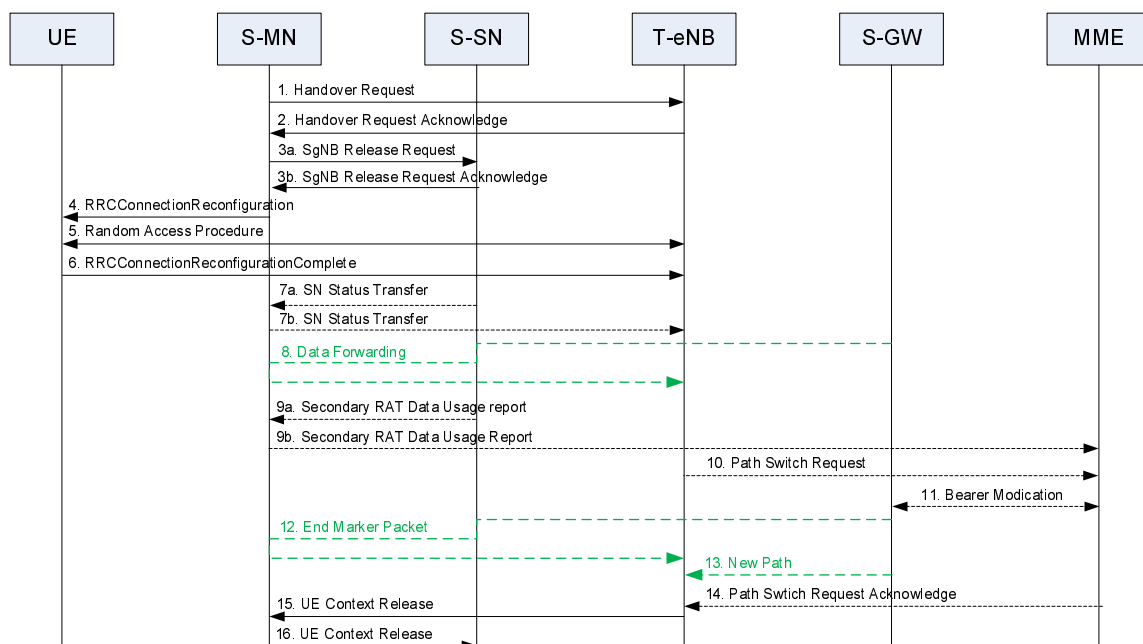 UE S-MN S-SN T-eNB S-GW MME
1. Handover Request
2. Handover Request Acknowledge
3a. SgNB Release Request
3b. SgNB Release Request Acknowledge
4. RRCConnectionReconfiguration
5. Random Access Procedure
6. RRCConnectionReconfigurationComplete
7a. SN Status Transfer
7b. SN Status Transfer
8. Data Forwarding
9a. Secondary RAT Data Usage report
9b. Secondary RAT Data Usage Report
10. Path Switch Request
11. Bearer Modication
12. End Marker Packet
13. New Path
14. Path Swtich Request Acknowledge
15. UE Context Release
16. UE Context Release